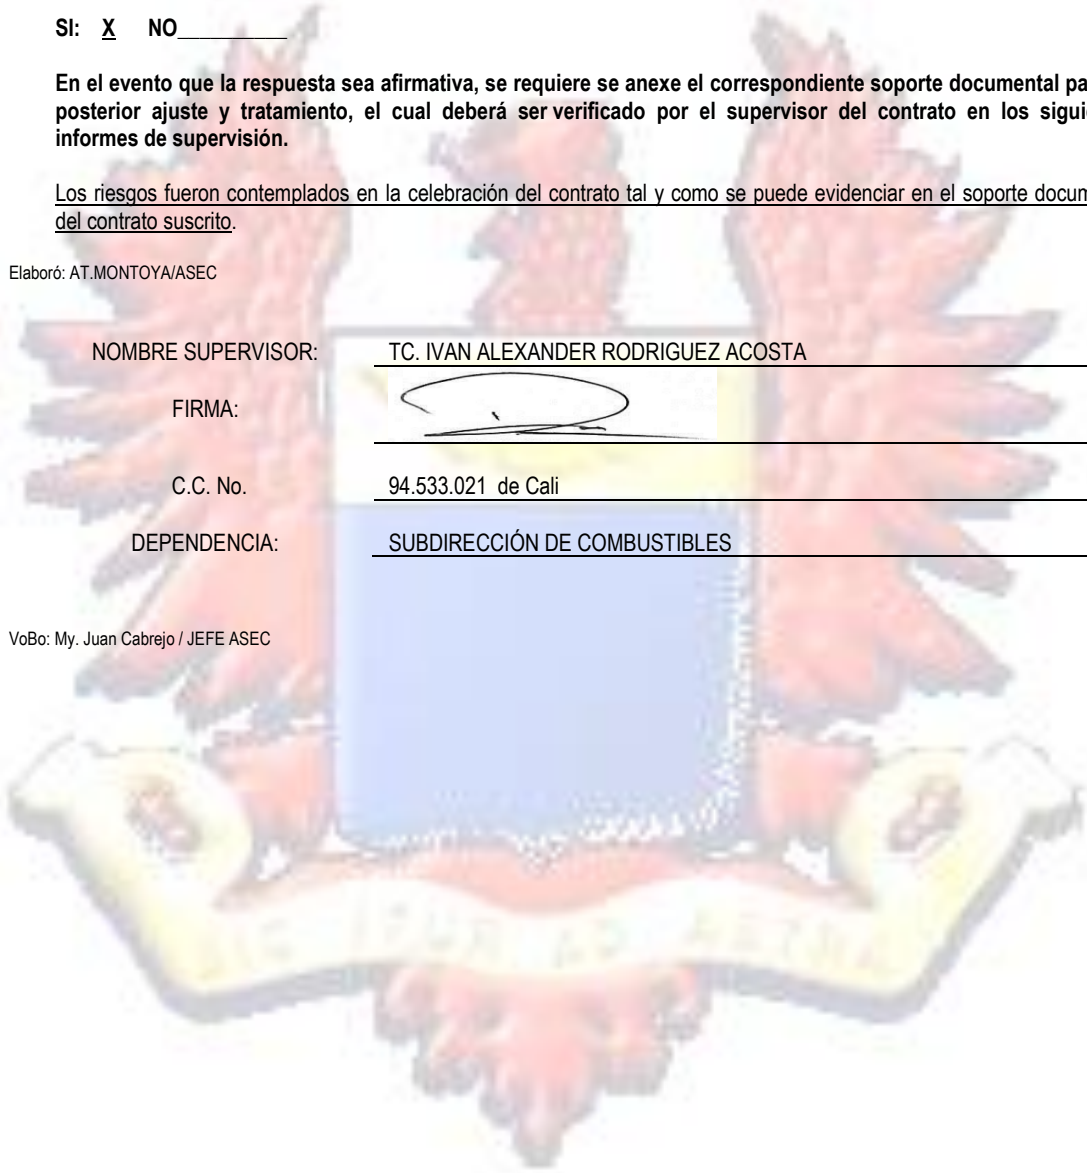 SI: X NO__________
En el evento que la respuesta sea afirmativa, se requiere se anexe el correspondiente soporte documental pa
posterior ajuste y tratamiento, el cual deberá ser verificado por el supervisor del contrato en los sigui
informes de supervisión.
Los riesgos fueron contemplados en la celebración del contrato tal y como se puede evidenciar en el soporte docum
del contrato suscrito.
Elaboró: AT.MONTOYA/ASEC
NOMBRE SUPERVISOR: TC. IVAN ALEXANDER RODRIGUEZ ACOSTA
FIRMA:
C.C. No. 94.533.021 de Cali
DEPENDENCIA: SUBDIRECCIÓN DE COMBUSTIBLES
VoBo: My. Juan Cabrejo / JEFE ASEC